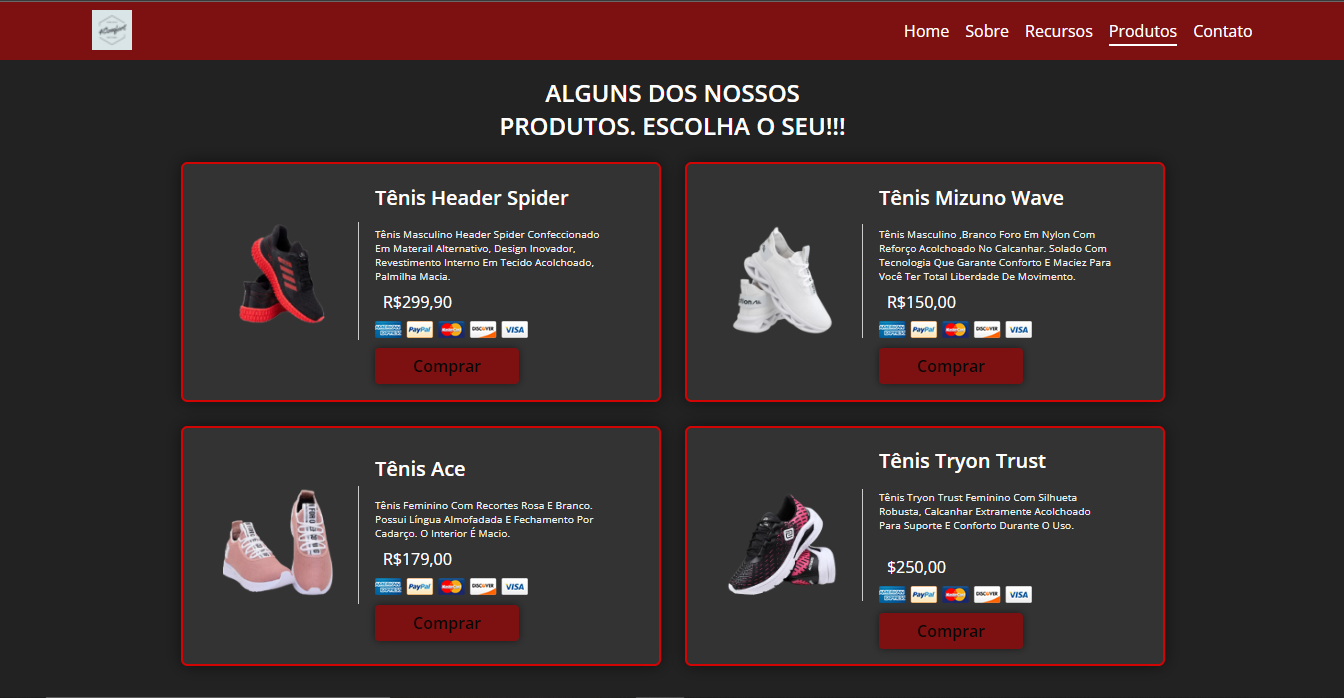 Home Sobre Recursos Produtos Contato
ALGUNS DOS NOSSOS
PRODUTOS. ESCOLHA O SEU!!!
Tênis Header Spider
Tênis Masculino Header Spider Confeccionado
Em Materail Alternativo, Design Inovador,
Revestimento Interno Em Tecido Acolchoado,
Palmilha Macia.
R$299,90
AMERICAN EXPRESS PayPal MasterCard DISCOVER VISA
Comprar
Tênis Mizuno Wave
Tênis Masculino ,Branco Foro Em Nylon Com
Reforço Acolchoado No Calcanhar. Solado Com
Tecnologia Que Garante Conforto E Maciez Para
Você Ter Total Liberdade De Movimento.
R$150,00
AMERICAN EXPRESS PayPal MasterCard DISCOVER VISA
Comprar
Tênis Ace
Tênis Feminino Com Recortes Rosa E Branco.
Possui Língua Almofadada E Fechamento Por
Cadarço. O Interior É Macio.
R$179,00
AMERICAN EXPRESS PayPal MasterCard DISCOVER VISA
Comprar
Tênis Tryon Trust
Tênis Tryon Trust Feminino Com Silhueta
Robusta, Calcanhar Extramente Acolchoado
Para Suporte E Conforto Durante O Uso.
$250,00
AMERICAN EXPRESS PayPal MasterCard DISCOVER VISA
Comprar